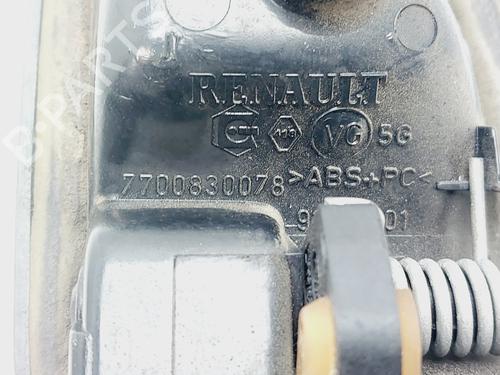 RENAULT
VG 5G
7700830078 >ABS+PC<
B-PARTS